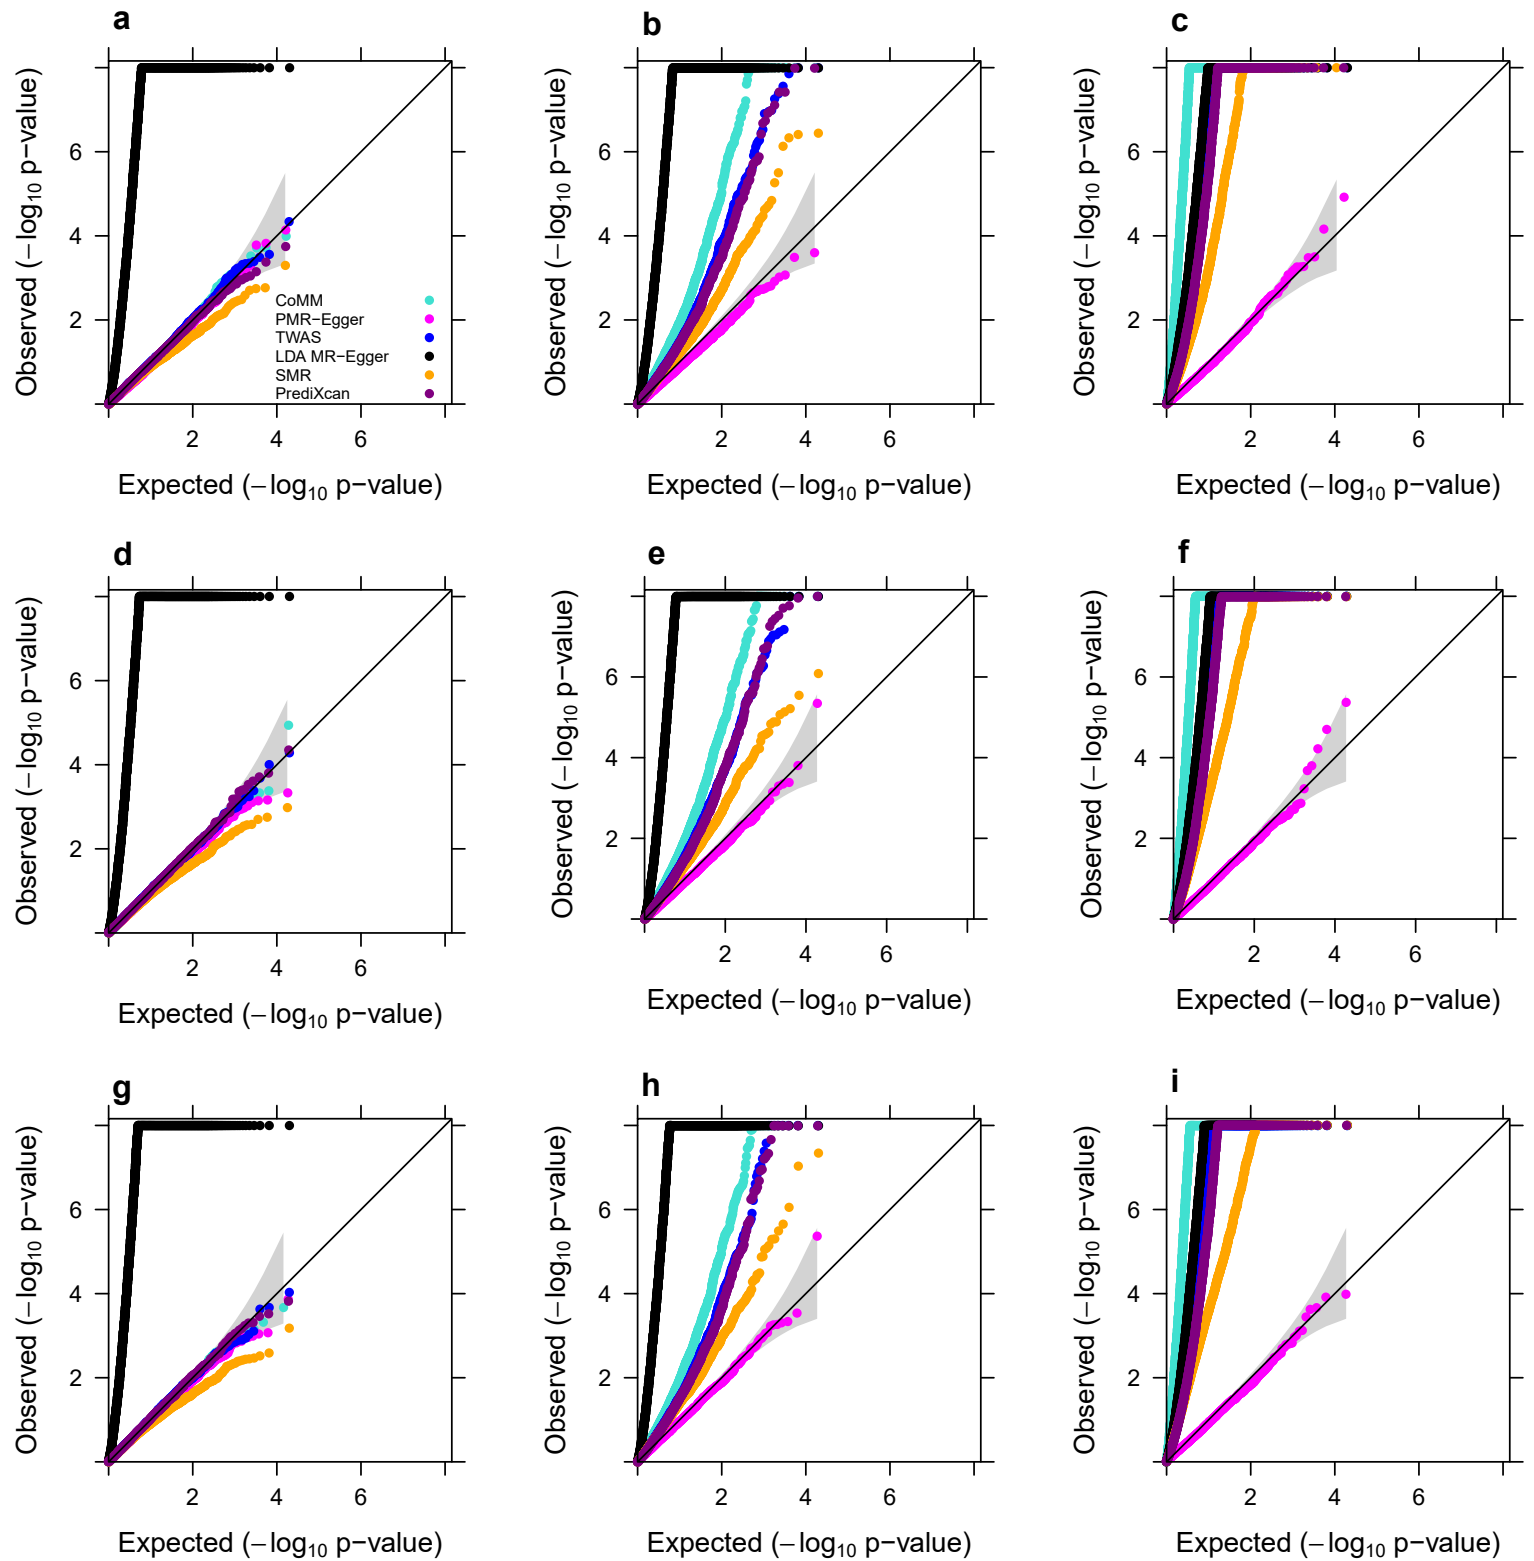 a
Observed (−log10 p−value)
6
4
2
CoMM
PMR−Egger
TWAS
LDA MR−Egger
SMR
PrediXcan
2 4 6
Expected (−log10 p−value)
b
Observed (−log10 p−value)
6
4
2
2 4 6
Expected (−log10 p−value)
c
Observed (−log10 p−value)
6
4
2
2 4 6
Expected (−log10 p−value)
d
Observed (−log10 p−value)
6
4
2
2 4 6
Expected (−log10 p−value)
e
Observed (−log10 p−value)
6
4
2
2 4 6
Expected (−log10 p−value)
f
Observed (−log10 p−value)
6
4
2
2 4 6
Expected (−log10 p−value)
g
Observed (−log10 p−value)
6
4
2
2 4 6
Expected (−log10 p−value)
h
Observed (−log10 p−value)
6
4
2
2 4 6
Expected (−log10 p−value)
i
Observed (−log10 p−value)
6
4
2
2 4 6
Expected (−log10 p−value)